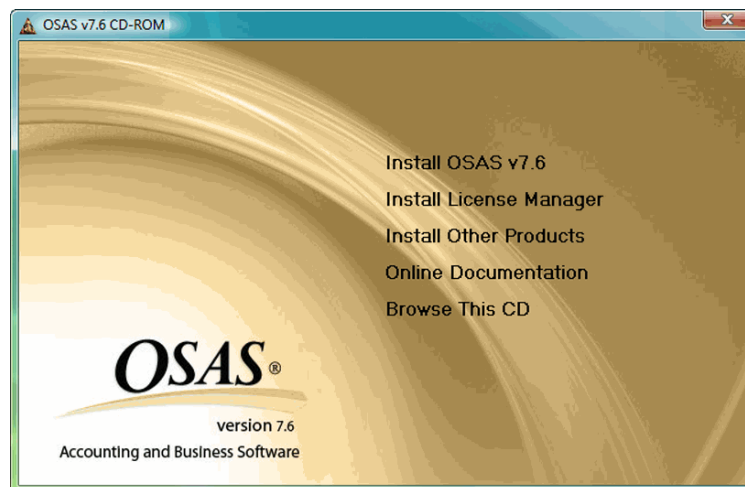 OSAS v7.6 CD-ROM
Install OSAS v7.6
Install License Manager
Install Other Products
Online Documentation
Browse This CD
OSAS®
version 7.6
Accounting and Business Software